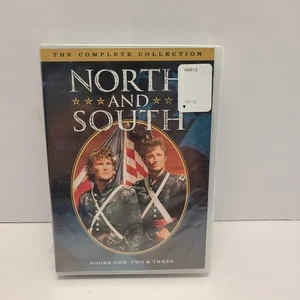 THE COMPLETE COLLECTION
NORTH
AND
SOUTH
BOOKS ONE, TWO & THREE